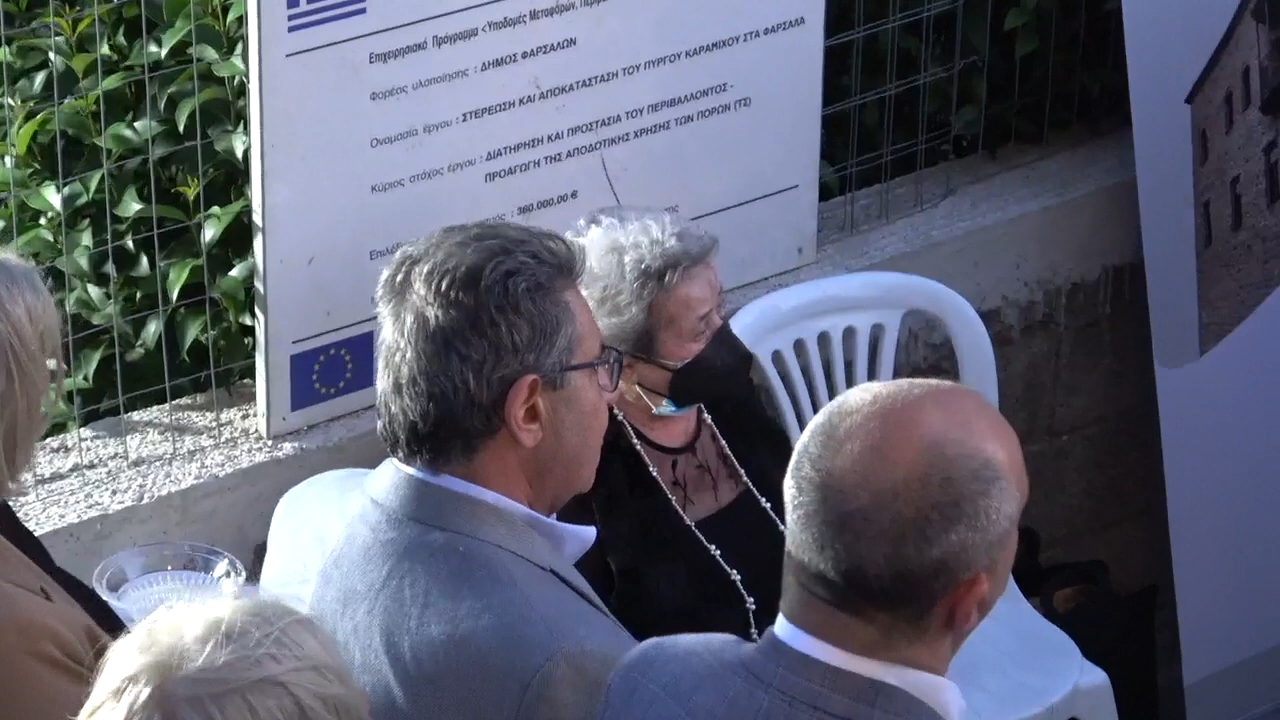 Επιχειρησιακό Πρόγραμμα <Υποδομές Μεταφορών,
Φορέας υλοποίησης : ΔΗΜΟΣ ΦΑΡΣΑΛΩΝ
Ονομασία έργου : ΣΤΕΡΕΩΣΗ ΚΑΙ ΑΠΟΚΑΤΑΣΤΑΣΗ ΤΟΥ ΠΥΡΓΟΥ ΚΑΡΑΜΙΧΟΥ ΣΤΑ ΦΑΡΣΑΛΑ
Κύριος στόχος έργου : ΔΙΑΤΗΡΗΣΗ ΚΑΙ ΠΡΟΣΤΑΣΙΑ ΤΟΥ ΠΕΡΙΒΑΛΛΟΝΤΟΣ -
ΠΡΟΑΓΩΓΗ ΤΗΣ ΑΠΟΔΟΤΙΚΗΣ ΧΡΗΣΗΣ ΤΩΝ ΠΟΡΩΝ (ΤΣ)
: 360.000,00 €